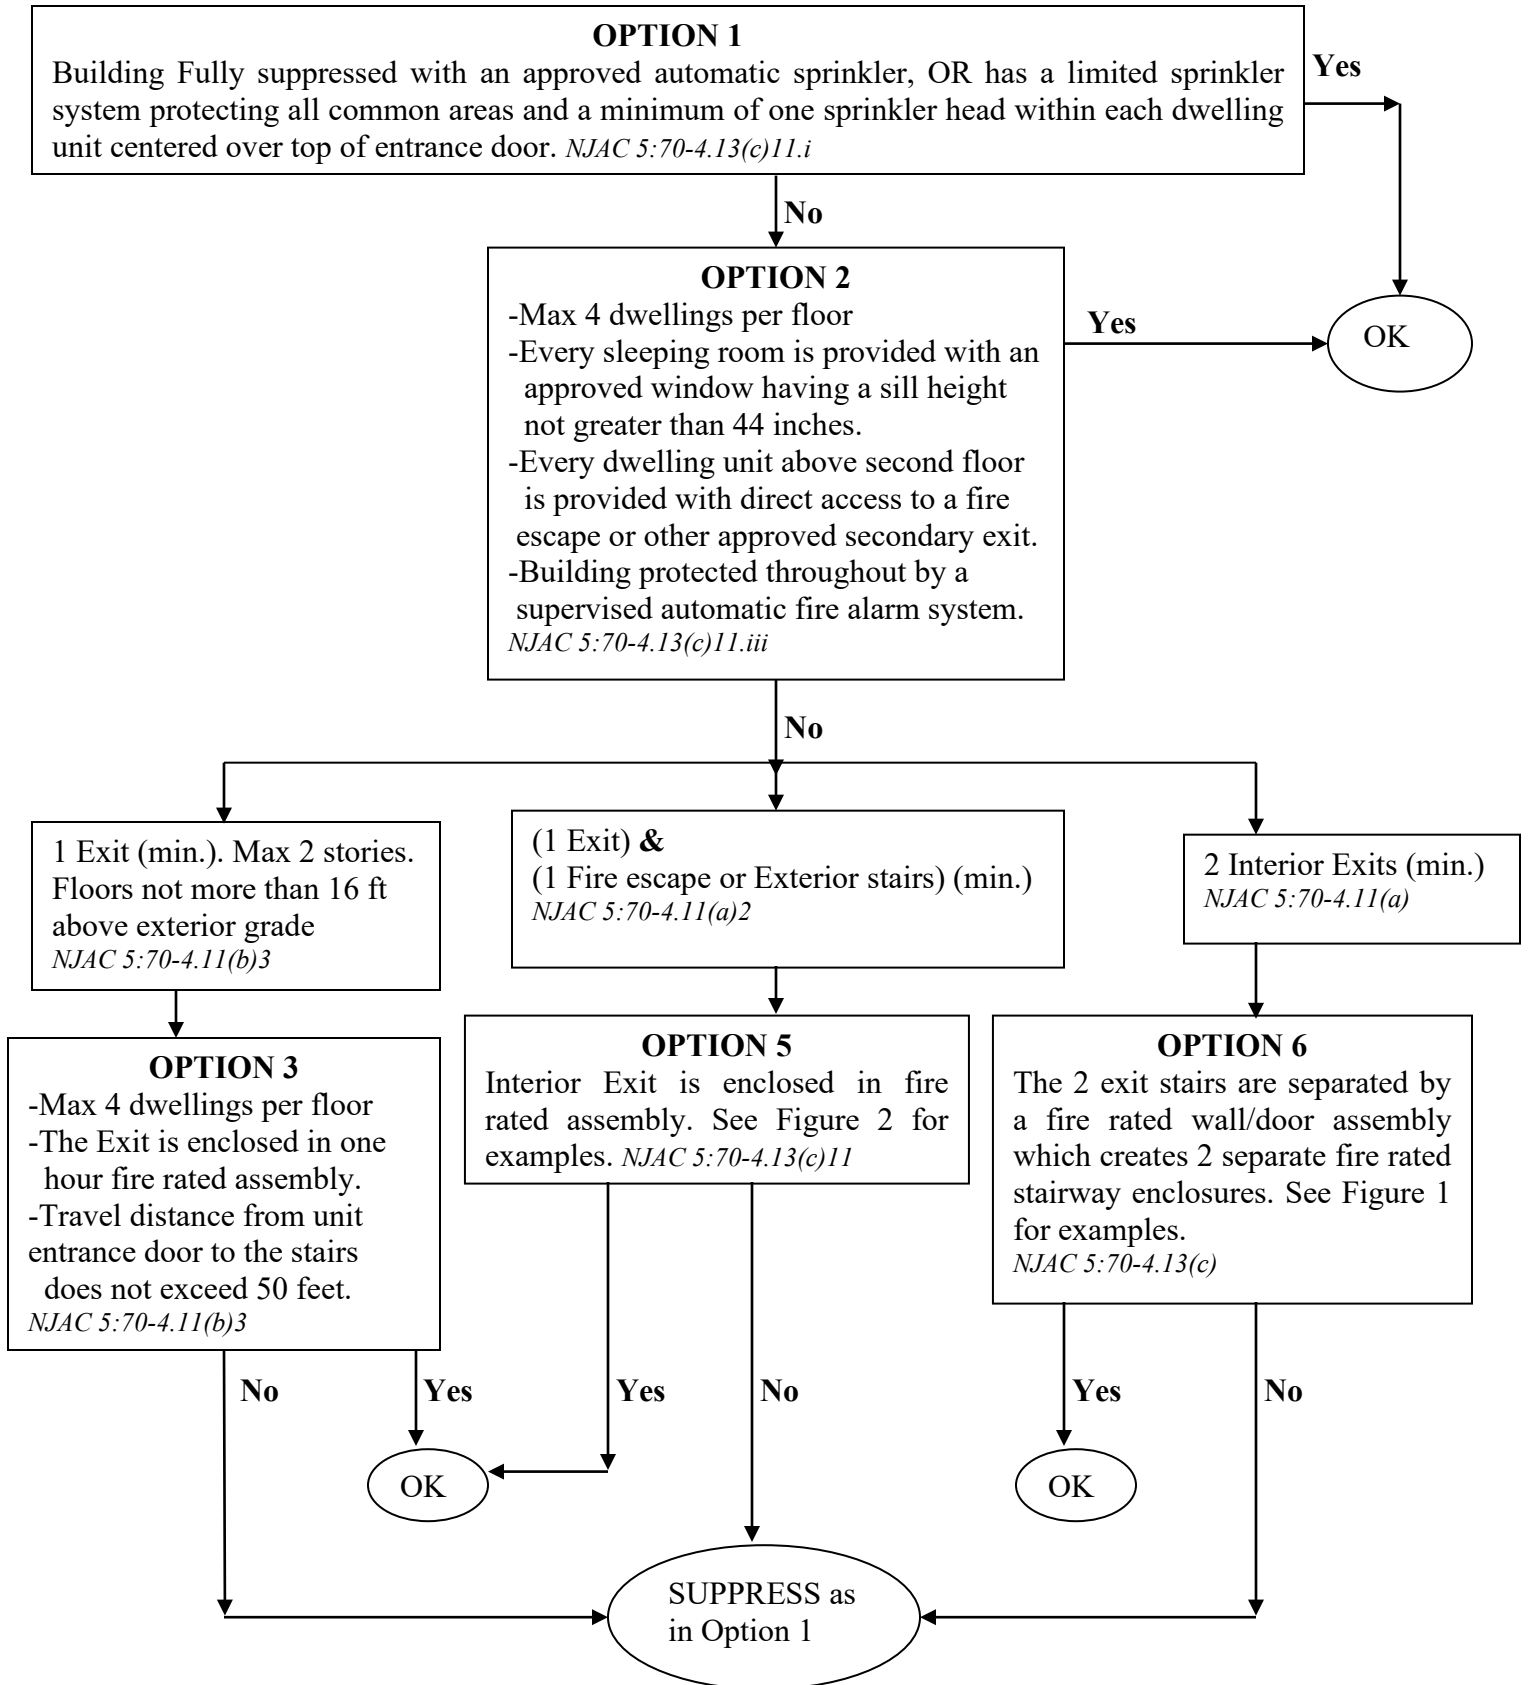 OPTION 1
Building Fully suppressed with an approved automatic sprinkler, OR has a limited sprinkler
system protecting all common areas and a minimum of one sprinkler head within each dwelling
unit centered over top of entrance door. NJAC 5:70-4.13(c)11.i
Yes
No
OPTION 2
-Max 4 dwellings per floor
-Every sleeping room is provided with an
approved window having a sill height
not greater than 44 inches.
-Every dwelling unit above second floor
is provided with direct access to a fire
escape or other approved secondary exit.
-Building protected throughout by a
supervised automatic fire alarm system.
NJAC 5:70-4.13(c)11.iii
Yes
OK
No
1 Exit (min.). Max 2 stories.
Floors not more than 16 ft
above exterior grade
NJAC 5:70-4.11(b)3
(1 Exit) &
(1 Fire escape or Exterior stairs) (min.)
NJAC 5:70-4.11(a)2
2 Interior Exits (min.)
NJAC 5:70-4.11(a)
OPTION 3
-Max 4 dwellings per floor
-The Exit is enclosed in one
hour fire rated assembly.
-Travel distance from unit
entrance door to the stairs
does not exceed 50 feet.
NJAC 5:70-4.11(b)3
OPTION 5
Interior Exit is enclosed in fire
rated assembly. See Figure 2 for
examples. NJAC 5:70-4.13(c)11
OPTION 6
The 2 exit stairs are separated by
a fire rated wall/door assembly
which creates 2 separate fire rated
stairway enclosures. See Figure 1
for examples.
NJAC 5:70-4.13(c)
No
Yes
Yes
No
Yes
No
OK
OK
SUPPRESS as
in Option 1